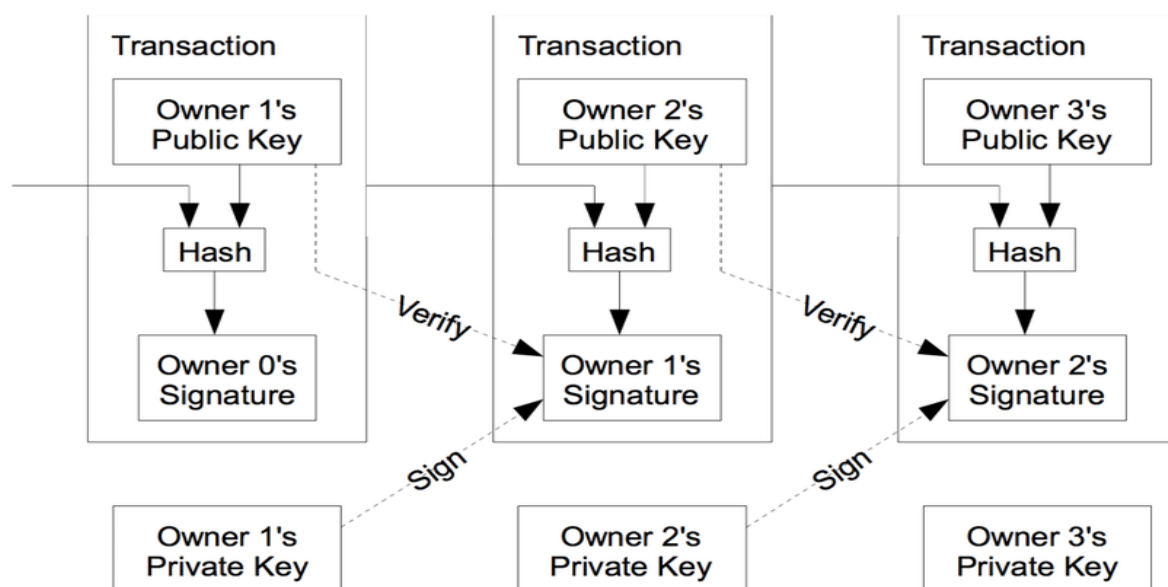 Transaction
Transaction
Transaction
Owner 1's
Public Key
Owner 2's
Public Key
Owner 3's
Public Key
Hash
Hash
Hash
Verify
Verify
Owner 0's
Signature
Owner 1's
Signature
Owner 2's
Signature
Sign
Sign
Owner 1's
Private Key
Owner 2's
Private Key
Owner 3's
Private Key